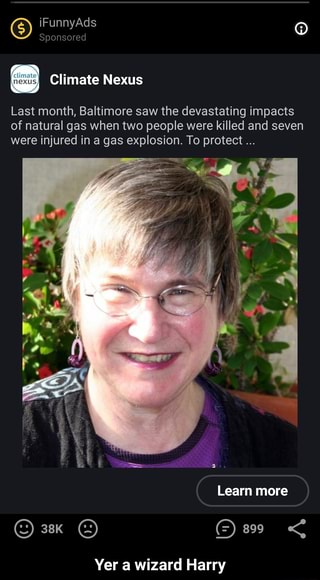 iFunnyAds
Sponsored
climate
nexus
Climate Nexus
Last month, Baltimore saw the devastating impacts
of natural gas when two people were killed and seven
were injured in a gas explosion. To protect ...
Learn more
38K
899
Yer a wizard Harry